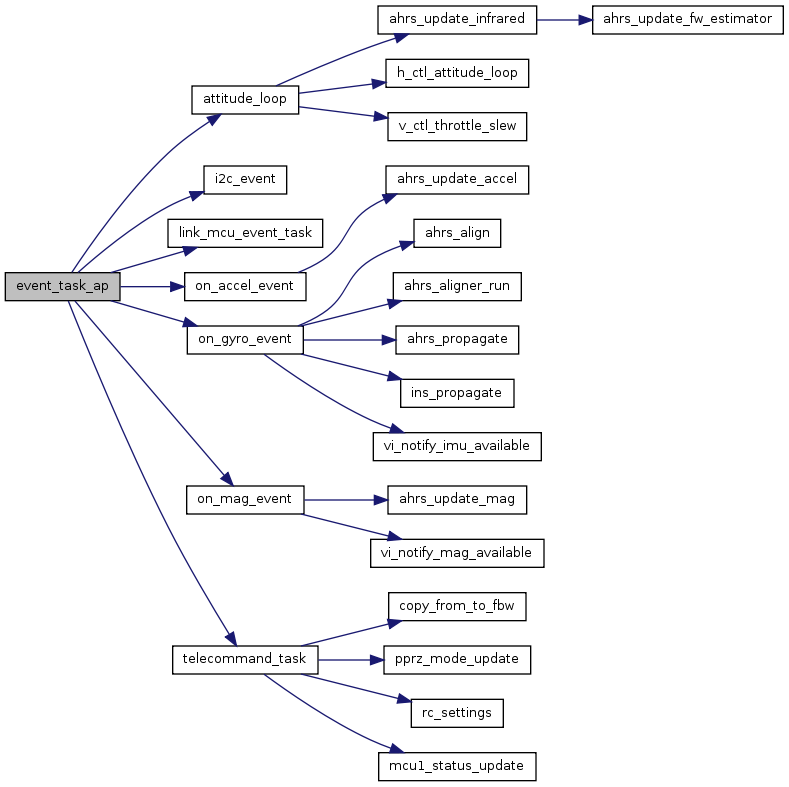 ahrs_update_infrared
ahrs_update_fw_estimator
h_ctl_attitude_loop
attitude_loop
v_ctl_throttle_slew
i2c_event
ahrs_update_accel
link_mcu_event_task
ahrs_align
event_task_ap
on_accel_event
ahrs_aligner_run
on_gyro_event
ahrs_propagate
ins_propagate
vi_notify_imu_available
on_mag_event
ahrs_update_mag
vi_notify_mag_available
copy_from_to_fbw
telecommand_task
pprz_mode_update
rc_settings
mcu1_status_update